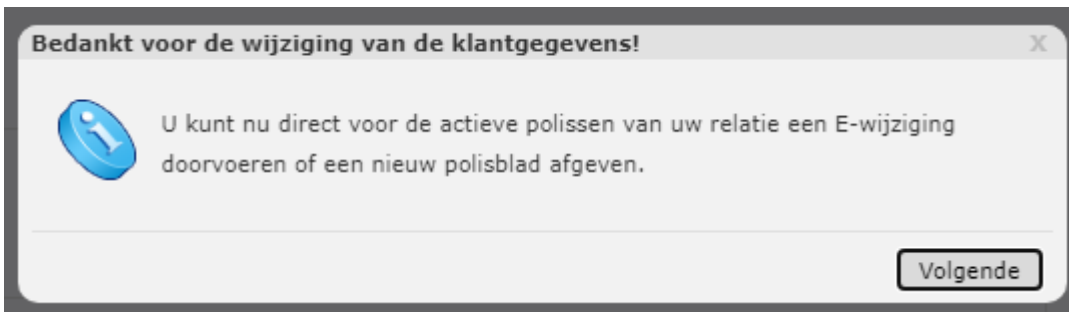 Bedankt voor de wijziging van de klantgegevens!
X
U kunt nu direct voor de actieve polissen van uw relatie een E-wijziging
doorvoeren of een nieuw polisblad afgeven.
Volgende